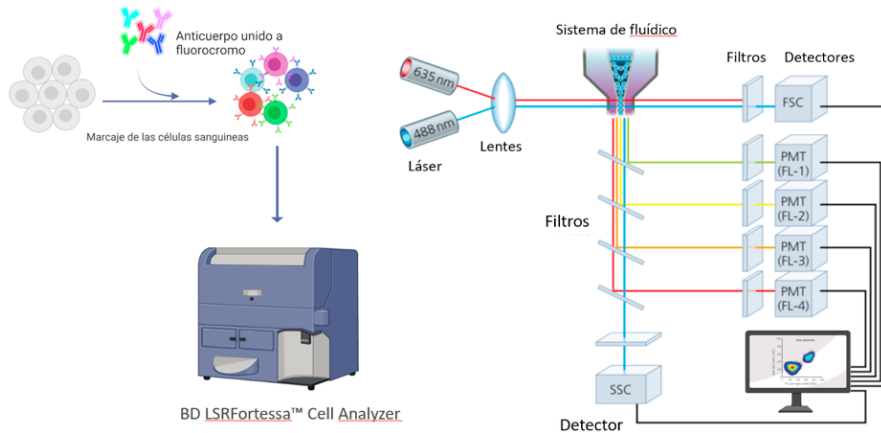 Anticuerpo unido a
fluorocromo
Marcaje de las células sanguineas
BD LSRFortessa™ Cell Analyzer
Sistema de fluídico
Filtros
Detectores
635 nm
488 nm
Láser
Lentes
FSC
PMT
(FL-1)
PMT
(FL-2)
Filtros
PMT
(FL-3)
PMT
(FL-4)
SSC
Detector